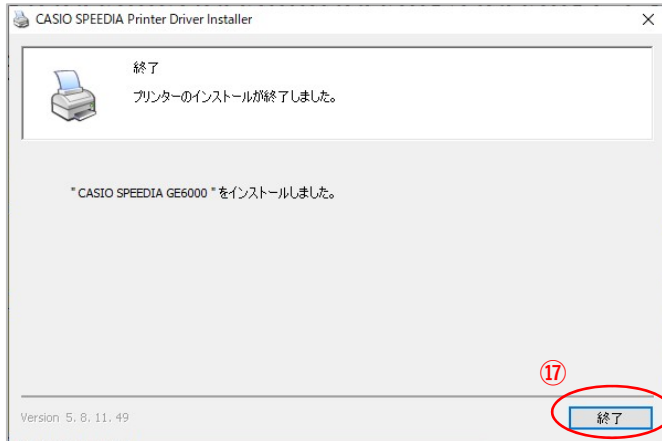 CASIO SPEEDIA Printer Driver Installer
終了
プリンターのインストールが終了しました。
"CASIO SPEEDIA GE6000 "をインストールしました。
⑰
Version 5. 8. 11. 49
終了